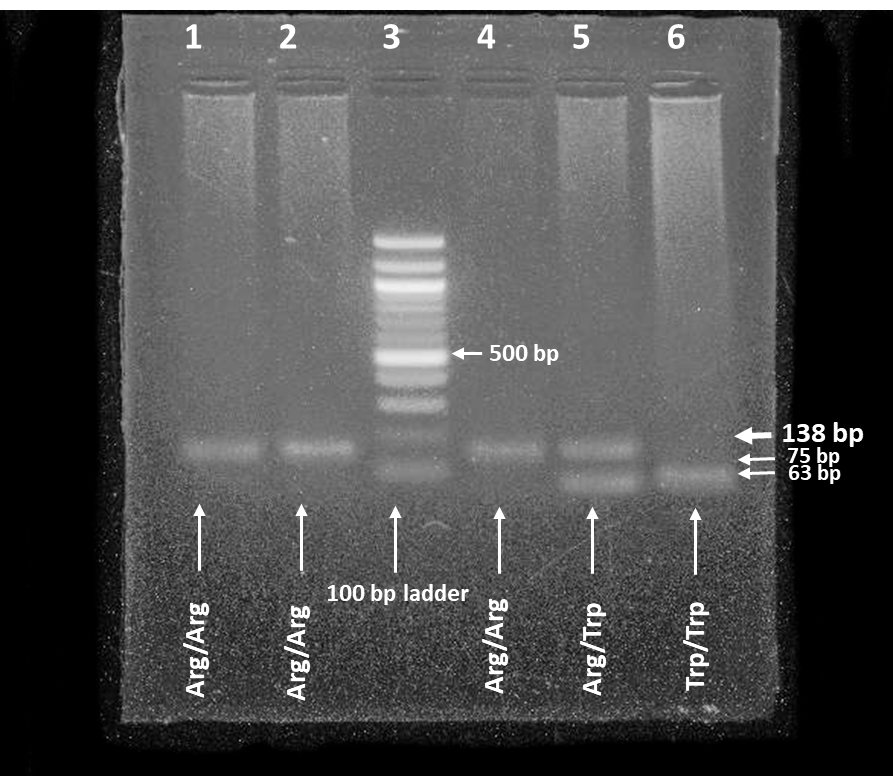 1 2 3 4 5 6
500 bp
138 bp
75 bp
63 bp
100 bp ladder
Arg/Arg
Arg/Arg
Arg/Arg
Arg/Trp
Trp/Trp